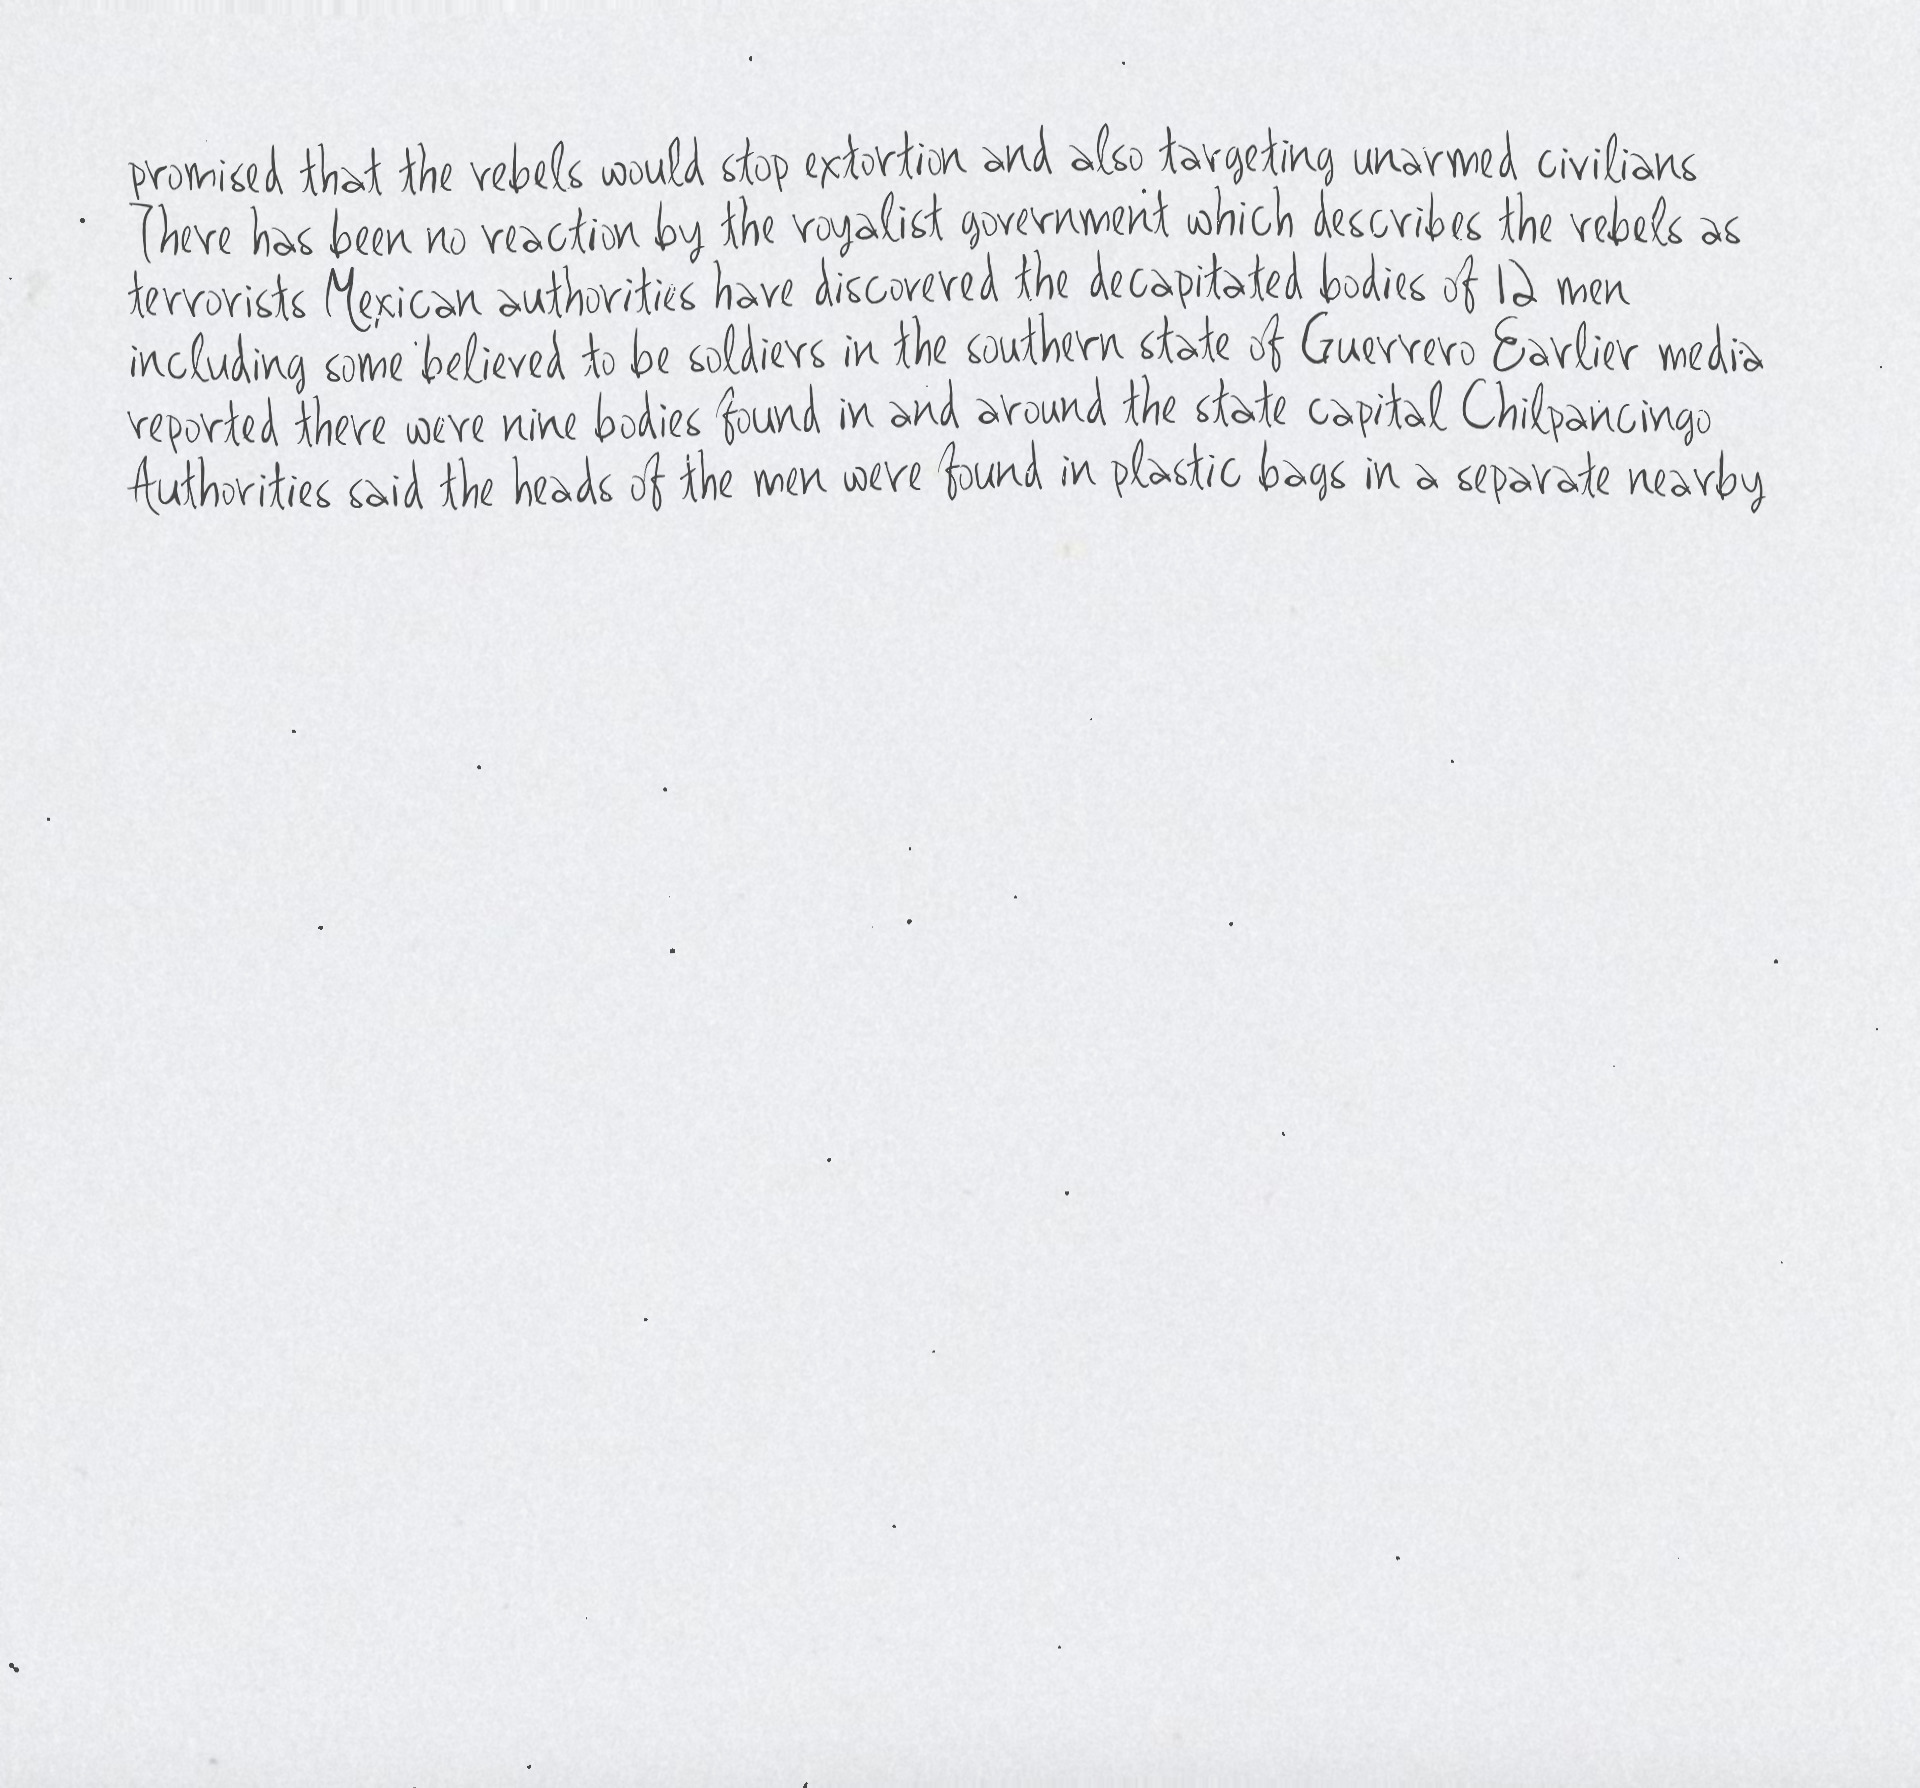 promised that the rebels would stop extortion and also targeting unarmed civilians
There has been no reaction by the royalist government which describes the rebels as
terrorists Mexican authorities have discovered the decapitated bodies of 12 men
including some believed to be soldiers in the southern state of Guerrero Earlier media
reported there were nine bodies found in and around the state capital Chilpancingo
Authorities said the heads of the men were found in plastic bags in a separate nearby